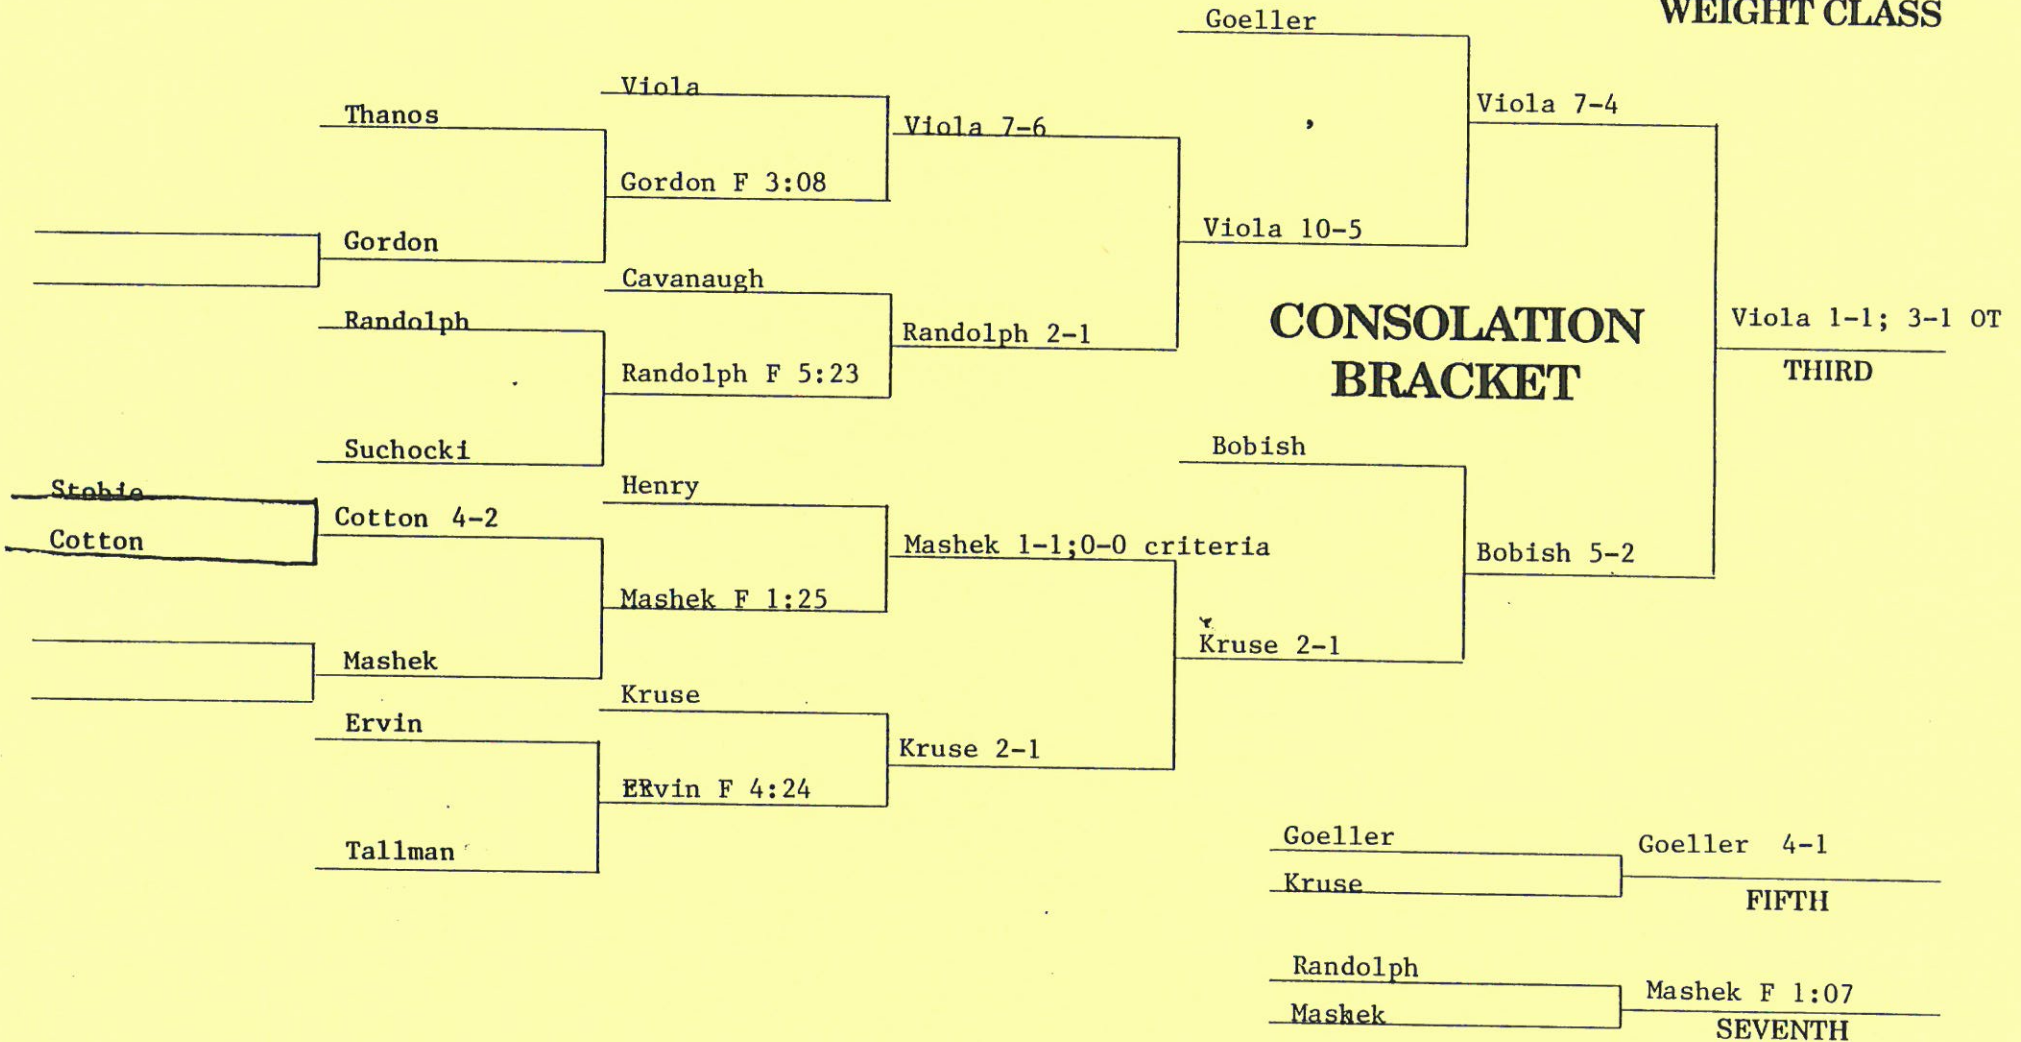 WEIGHT CLASS
Goeller
Viola
Thanos
Viola 7-4
Viola 7-6
Gordon F 3:08
Gordon
Viola 10-5
Cavanaugh
Randolph
Randolph 2-1
CONSOLATION
BRACKET
Viola 1-1; 3-1 OT
THIRD
Randolph F 5:23
Suchocki
Bobish
Stobie
Henry
Cotton 4-2
Cotton
Mashek 1-1;0-0 criteria
Bobish 5-2
Mashek F 1:25
Kruse 2-1
Mashek
Kruse
Ervin
Kruse 2-1
ERvin F 4:24
Tallman
Goeller
Goeller 4-1
Kruse
FIFTH
Randolph
Mashek F 1:07
Mashek
SEVENTH